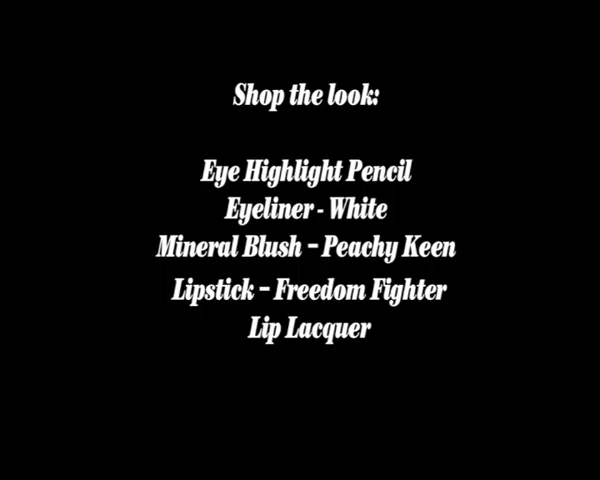 Shop the look:
Eye Highlight Pencil
Eyeliner - White
Mineral Blush – Peachy Keen
Lipstick – Freedom Fighter
Lip Lacquer